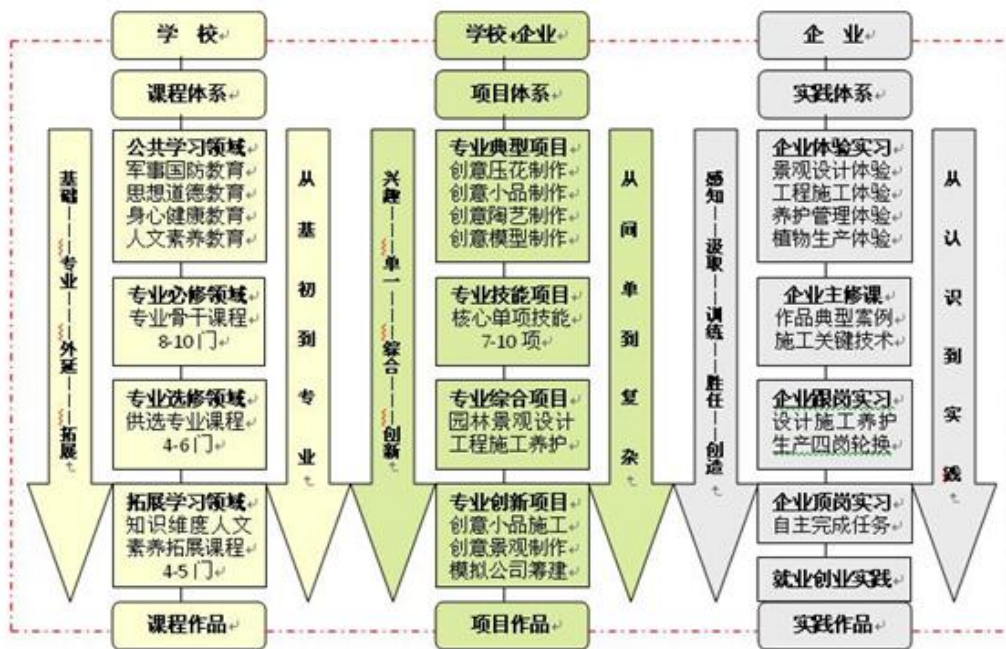 学 校
课程体系
基础——专业——外延——拓展
公共学习领域
军事国防教育
思想道德教育
身心健康教育
人文素养教育
专业必修领域
专业骨干课程
8-10 门
专业选修领域
供选专业课程
4-6 门
拓展学习领域
知识维度人文
素养拓展课程
4-5 门
课程作品
从基初到专业
学校+企业
项目体系
兴趣——单一——综合——创新
专业典型项目
创意压花制作
创意小品制作
创意陶艺制作
创意模型制作
专业技能项目
核心单项技能
7-10 项
专业综合项目
园林景观设计
工程施工养护
专业创新项目
创意小品施工
创意景观制作
模拟公司筹建
项目作品
从间单到复杂
企 业
实践体系
感知——汲取——训练——胜任——创造
企业体验实习
景观设计体验
工程施工体验
养护管理体验
植物生产体验
企业主修课
作品典型案例
施工关键技术
企业跟岗实习
设计施工养护
生产四岗轮换
企业顶岗实习
自主完成任务
就业创业实践
实践作品
从认识到实践